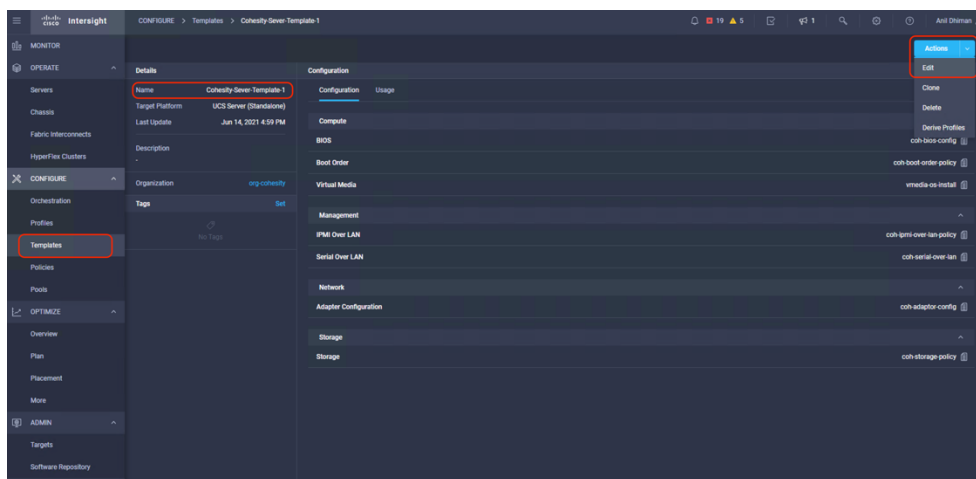 cisco Intersight CONFIGURE > Templates > Cohesity-Sever-Template-1 19 5 1 Anil Dhiman
MONITOR
Actions
OPERATE
Details
Configuration
Edit
Servers
Name Cohesity-Sever-Template-1
Configuration Usage
Clone
Chassis
Target Platform UCS Server (Standalone)
Delete
Last Update Jun 14, 2021 4:59 PM
Compute
Fabric Interconnects
Derive Profiles
BIOS coh-bios-config
Description
-
HyperFlex Clusters
Boot Order coh-boot-order-policy
CONFIGURE
Organization org-cohesity
Virtual Media vmedia-os-install
Orchestration
Tags Set
Management
Profiles
No Tags
IPMI Over LAN coh-ipmi-over-lan-policy
Templates
Serial Over LAN coh-serial-over-lan
Policies
Pools
Network
Adapter Configuration coh-adaptor-config
OPTIMIZE
Overview
Storage
Plan
Storage coh-storage-policy
Placement
More
ADMIN
Targets
Software Repository